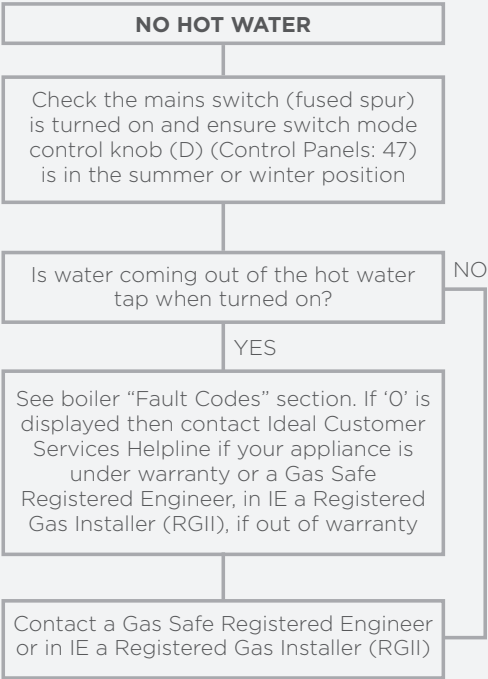 NO HOT WATER
Check the mains switch (fused spur)
is turned on and ensure switch mode
control knob (D) (Control Panels: 47)
is in the summer or winter position
Is water coming out of the hot water
tap when turned on?
NO
YES
See boiler “Fault Codes” section. If ‘0’ is
displayed then contact Ideal Customer
Services Helpline if your appliance is
under warranty or a Gas Safe
Registered Engineer, in IE a Registered
Gas Installer (RGII), if out of warranty
Contact a Gas Safe Registered Engineer
or in IE a Registered Gas Installer (RGII)